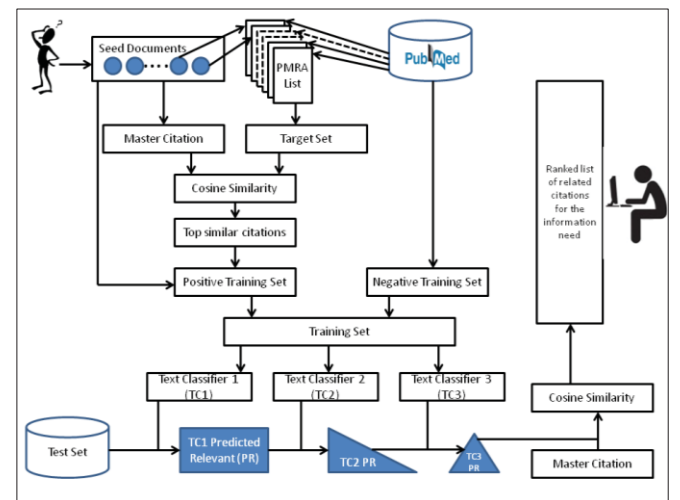 ?
Seed Documents
PMRA
List
PubMed
Master Citation
Target Set
Cosine Similarity
Top similar citations
Positive Training Set
Negative Training Set
Training Set
Text Classifier 1
(TC1)
Text Classifier 2
(TC2)
Text Classifier 3
(TC3)
Test Set
TC1 Predicted
Relevant (PR)
TC2 PR
TC3
PR
Ranked list
of related
citations
for the
information
need
Cosine Similarity
Master Citation